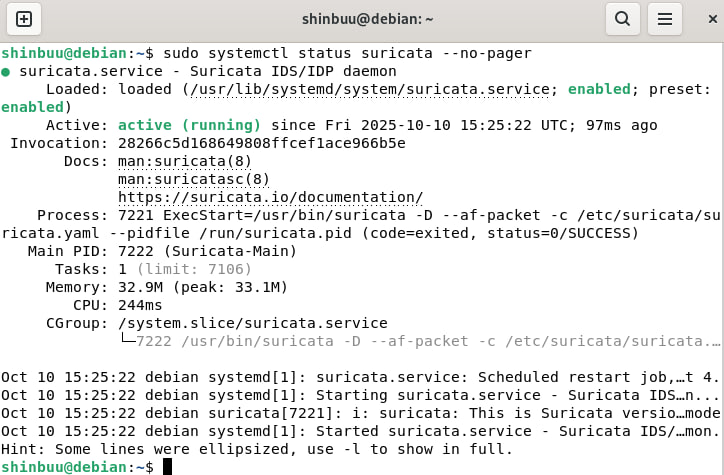 shinbuu@debian: ~
shinbuu@debian:~$ sudo systemctl status suricata --no-pager
● suricata.service - Suricata IDS/IDP daemon
     Loaded: loaded (/usr/lib/systemd/system/suricata.service; enabled; preset:
enabled)
     Active: active (running) since Fri 2025-10-10 15:25:22 UTC; 97ms ago
 Invocation: 28266c5d168649808ffcef1ace966b5e
       Docs: man:suricata(8)
             man:suricatasc(8)
             https://suricata.io/documentation/
    Process: 7221 ExecStart=/usr/bin/suricata -D --af-packet -c /etc/suricata/su
ricata.yaml --pidfile /run/suricata.pid (code=exited, status=0/SUCCESS)
   Main PID: 7222 (Suricata-Main)
      Tasks: 1 (limit: 7106)
     Memory: 32.9M (peak: 33.1M)
        CPU: 244ms
     CGroup: /system.slice/suricata.service
             └─7222 /usr/bin/suricata -D --af-packet -c /etc/suricata/suricata.…

Oct 10 15:25:22 debian systemd[1]: suricata.service: Scheduled restart job,…t 4.
Oct 10 15:25:22 debian systemd[1]: Starting suricata.service - Suricata IDS…n...
Oct 10 15:25:22 debian suricata[7221]: i: suricata: This is Suricata versio…mode
Oct 10 15:25:22 debian systemd[1]: Started suricata.service - Suricata IDS/…mon.
Hint: Some lines were ellipsized, use -l to show in full.
shinbuu@debian:~$